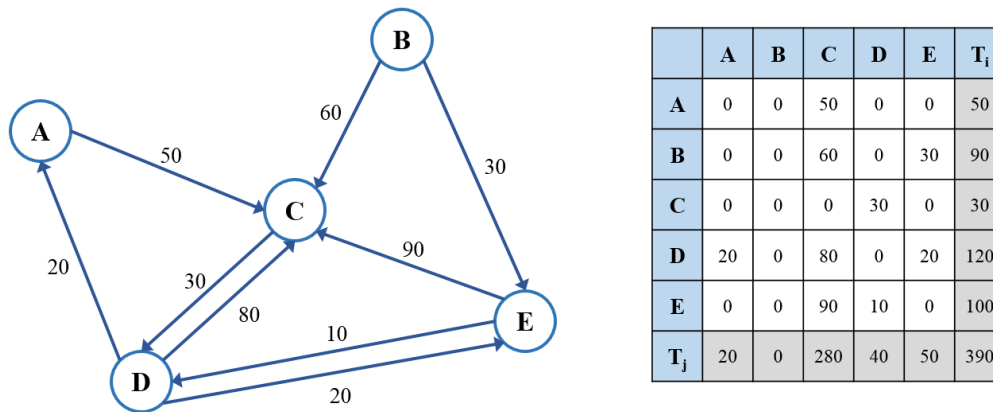 B
A
60
50
30
C
90
20
30
80
E
10
D
20
A B C D E Ti
A 0 0 50 0 0 50
B 0 0 60 0 30 90
C 0 0 0 30 0 30
D 20 0 80 0 20 120
E 0 0 90 10 0 100
Tj 20 0 280 40 50 390